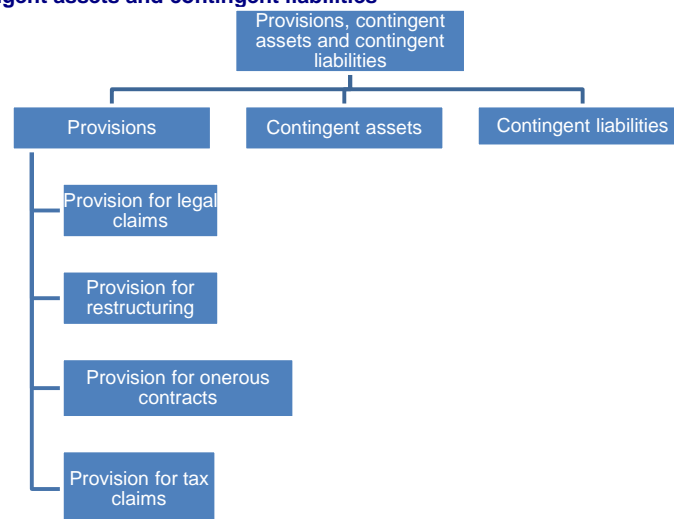 gent assets and contingent liabilities
Provisions, contingent
assets and contingent
liabilities
Provisions
Contingent assets
Contingent liabilities
Provision for legal
claims
Provision for
restructuring
Provision for onerous
contracts
Provision for tax
claims